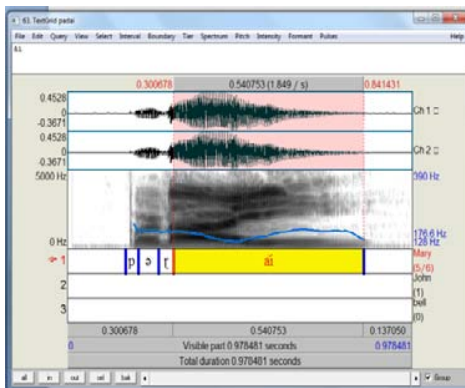 63. TextGrid padai
File Edit Query View Select Interval Boundary Tier Spectrum Pitch Intensity Formant Pulses Help
61
0.300678 0.540753 (1.849 / s) 0.841431
0.4528
0
-0.3671
Ch 1
0.4528
0
-0.3671
Ch 2
5000 Hz 390 Hz
176.6 Hz
0 Hz 128 Hz
1 p ə ɽ Mary
(5/6)
2 John
(1)
3 bell
(0)
0.300678 0.540753 0.137050
0 Visible part 0.978481 seconds 0.978481
Total duration 0.978481 seconds
all in out sel bak Group